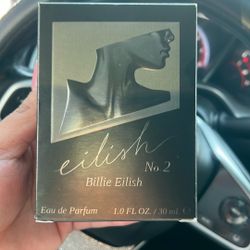 eilish
No. 2
Billie Eilish
Eau de Parfum 1.0 FL OZ. / 30 ml ℮